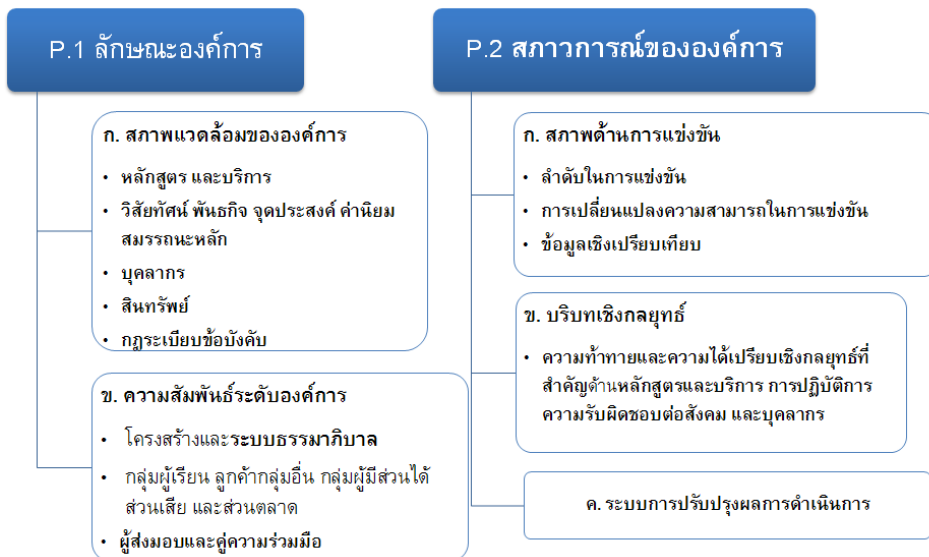 P.1 ลักษณะองค์การ
ก. สภาพแวดล้อมขององค์การ
• หลักสูตร และบริการ
• วิสัยทัศน์ พันธกิจ จุดประสงค์ ค่านิยม
สมรรถนะหลัก
• บุคลากร
• สินทรัพย์
• กฎระเบียบข้อบังคับ
ข. ความสัมพันธ์ระดับองค์การ
• โครงสร้างและระบบธรรมาภิบาล
• กลุ่มผู้เรียน ลูกค้ากลุ่มอื่น กลุ่มผู้มีส่วนได้
ส่วนเสีย และส่วนตลาด
• ผู้ส่งมอบและคู่ความร่วมมือ
P.2 สภาวการณ์ขององค์การ
ก. สภาพด้านการแข่งขัน
• ลำดับในการแข่งขัน
• การเปลี่ยนแปลงความสามารถในการแข่งขัน
• ข้อมูลเชิงเปรียบเทียบ
ข. บริบทเชิงกลยุทธ์
• ความท้าทายและความได้เปรียบเชิงกลยุทธ์ที่
สำคัญด้านหลักสูตรและบริการ การปฏิบัติการ
ความรับผิดชอบต่อสังคม และบุคลากร
ค. ระบบการปรับปรุงผลการดำเนินการ